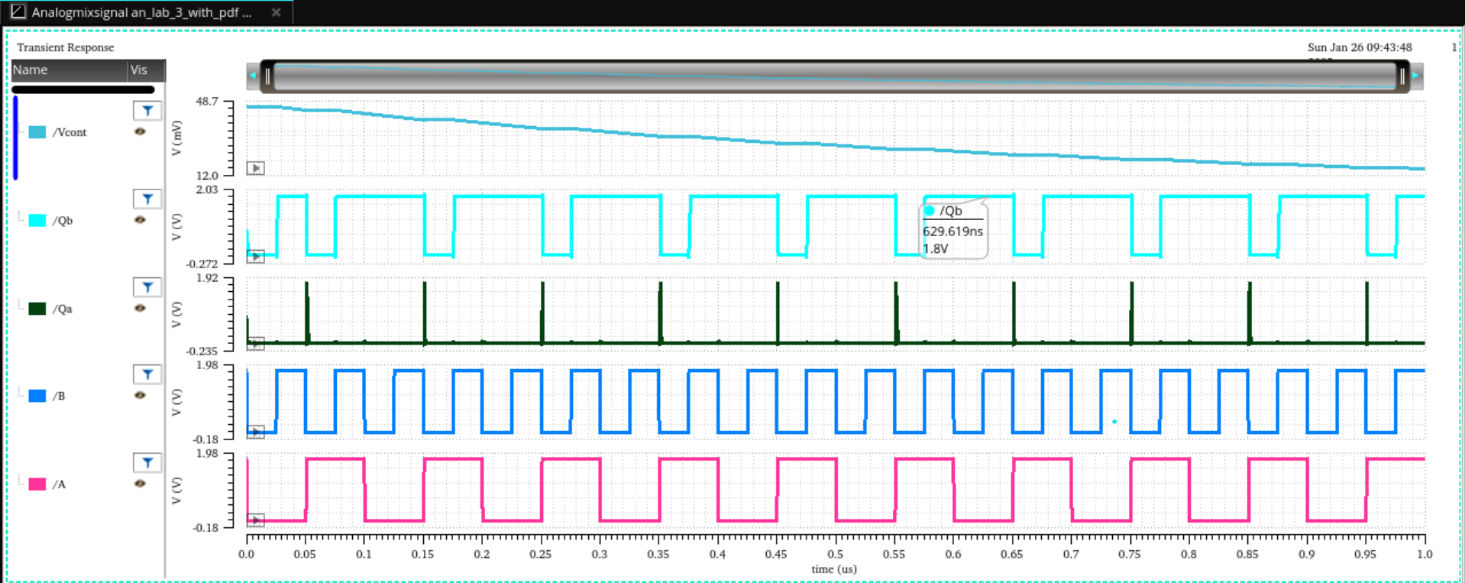 Analogmixsignal an_lab_3_with_pdf ...
Transient Response
Sun Jan 26 09:43:48 1
Name Vis
/Vcont
48.7
V (mV)
12.0
/Qb
2.03
V (V)
-0.272
/Qb
629.619ns
1.8V
/Qa
1.92
V (V)
-0.235
/B
1.98
V (V)
-0.18
/A
1.98
V (V)
-0.18
0.0 0.05 0.1 0.15 0.2 0.25 0.3 0.35 0.4 0.45 0.5 0.55 0.6 0.65 0.7 0.75 0.8 0.85 0.9 0.95 1.0
time (us)